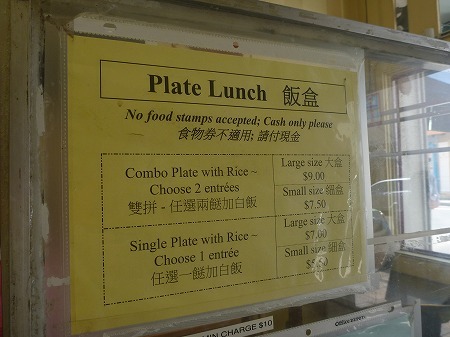 Plate Lunch 飯盒
No food stamps accepted; Cash only please
食物券不適用; 請付現金
Combo Plate with Rice ~
Choose 2 entrées
雙拼 - 任選兩餸加白飯
Large size 大盒
$9.00
Small size 細盒
$7.50
Single Plate with Rice ~
Choose 1 entrée
任選一餸加白飯
Large size 大盒
$7.00
Small size 細盒
MIN CHARGE $10